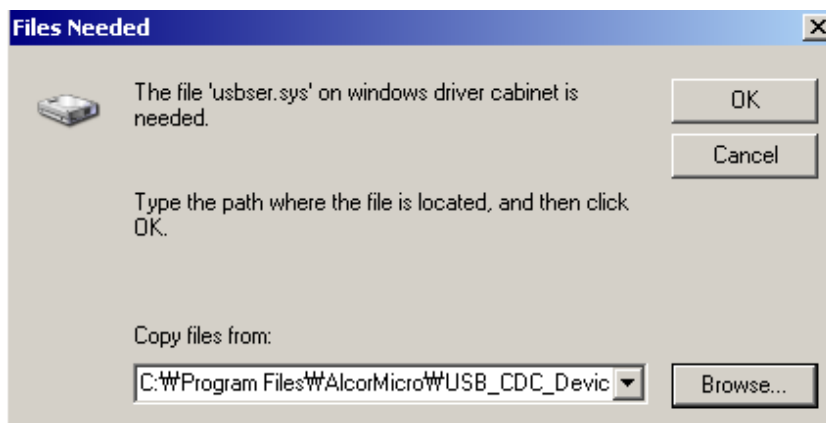 Files Needed
The file 'usbser.sys' on windows driver cabinet is
needed.
OK
Cancel
Type the path where the file is located, and then click
OK.
Copy files from:
C:₩Program Files₩AlcorMicro₩USB_CDC_Devic
Browse...